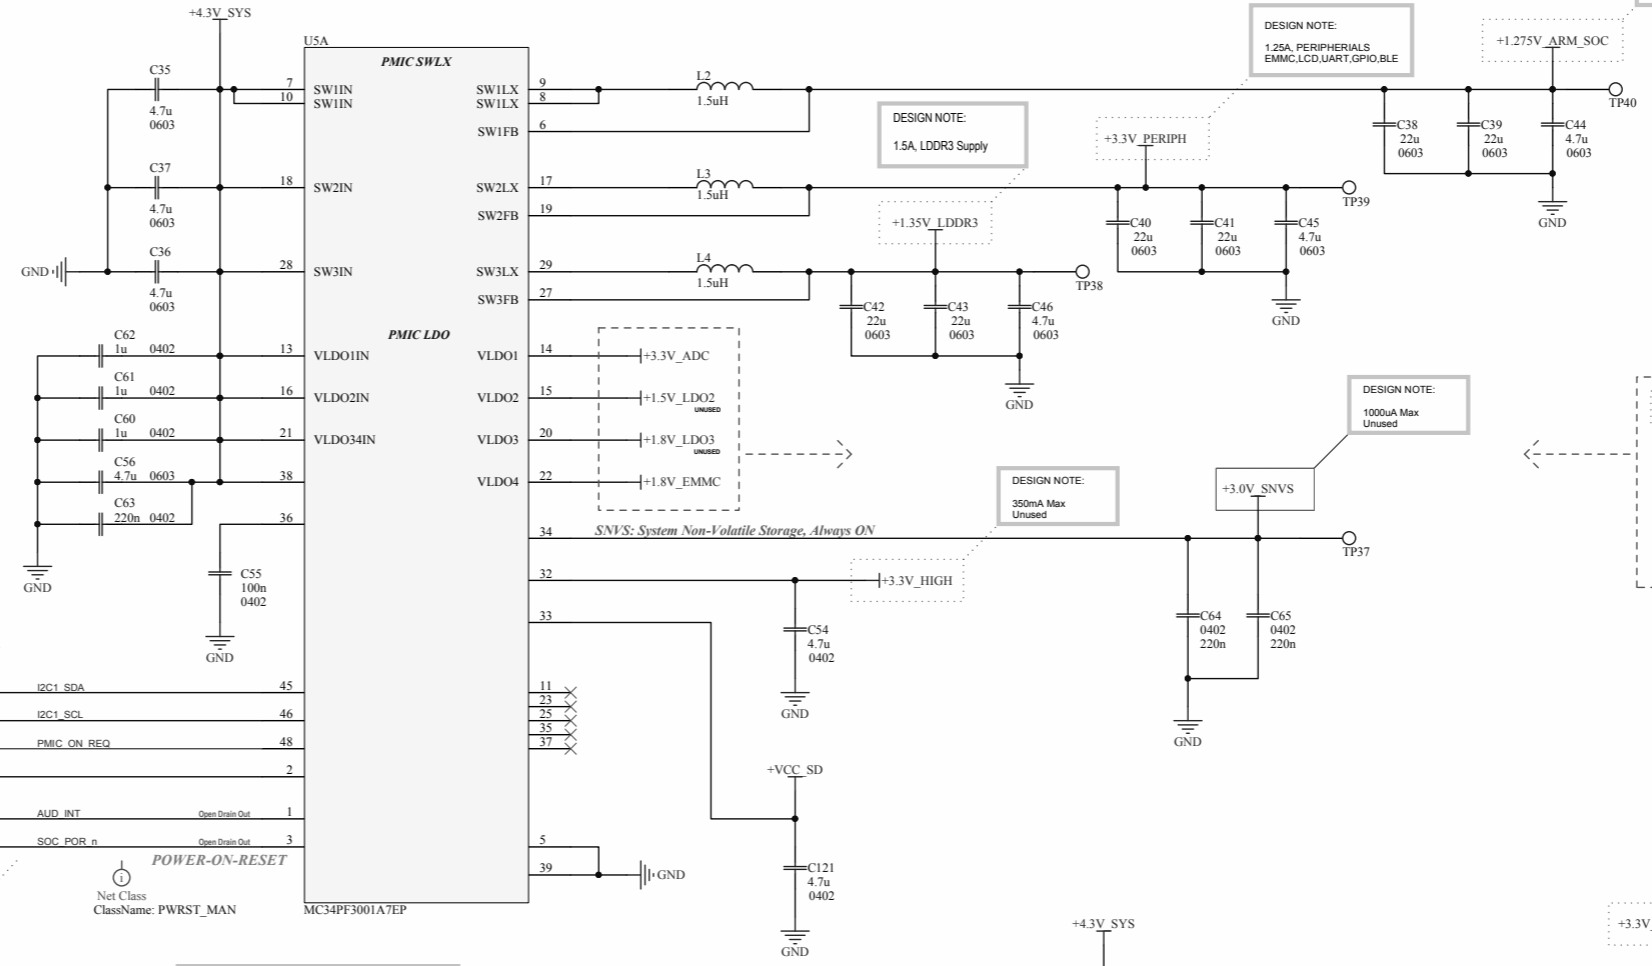 +4.3V_SYS
U5A
PMIC SWLX
C35
4.7u
0603
7
10
SW1IN
SW1IN
SW1LX
SW1LX
9
8
L2
1.5uH
SW1FB
6
DESIGN NOTE:
1.25A, PERIPHERALS
EMMC,LCD,UART,GPIO,BLE
+1.275V_ARM_SOC
TP40
C38
22u
0603
C39
22u
0603
C44
4.7u
0603
GND
DESIGN NOTE:
1.5A, LDDR3 Supply
+3.3V_PERIPH
C37
4.7u
0603
18
SW2IN
SW2LX
17
L3
1.5uH
SW2FB
19
TP39
C40
22u
0603
C41
22u
0603
C45
4.7u
0603
GND
+1.35V_LDDR3
GND
C36
4.7u
0603
28
SW3IN
SW3LX
29
L4
1.5uH
SW3FB
27
TP38
C42
22u
0603
C43
22u
0603
C46
4.7u
0603
GND
PMIC LDO
C62
1u 0402
13
VLDO1IN
VLDO1
14
+3.3V_ADC
C61
1u 0402
16
VLDO2IN
VLDO2
15
+1.5V_LDO2
UNUSED
C60
1u 0402
21
VLDO34IN
VLDO3
20
+1.8V_LDO3
UNUSED
C56
4.7u 0603
38
VLDO4
22
+1.8V_EMMC
C63
220n 0402
36
GND
C55
100n
0402
GND
DESIGN NOTE:
1000uA Max
Unused
DESIGN NOTE:
350mA Max
Unused
+3.0V_SNVS
34
SNVS: System Non-Volatile Storage, Always ON
TP37
32
+3.3V_HIGH
33
C54
4.7u
0402
GND
C64
0402
220n
C65
0402
220n
GND
I2C1_SDA
45
I2C1_SCL
46
PMIC_ON_REQ
48
2
AUD_INT
Open Drain Out
1
SOC_POR_n
Open Drain Out
3
POWER-ON-RESET
Net Class
ClassName: PWRST_MAN
MC34PF3001A7EP
11
23
25
35
37
5
39
GND
+VCC_SD
C121
4.7u
0402
GND
+4.3V_SYS
+3.3V_